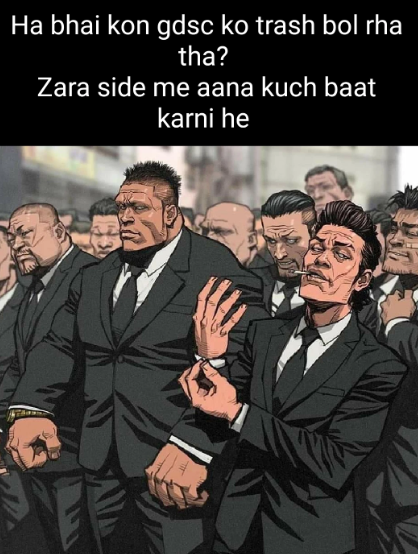 Ha bhai kon gdsc ko trash bol rha
tha?
Zara side me aana kuch baat
karni he